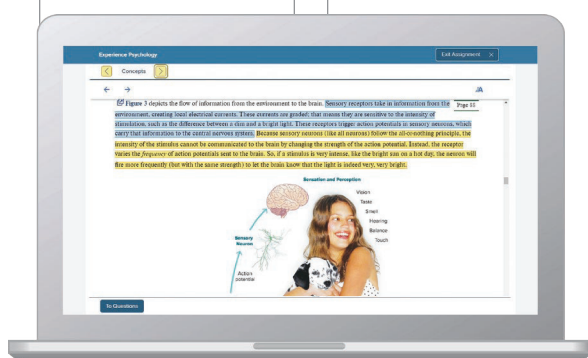 Experience Psychology
Exit Assignment X
< Concepts >
← →
Figure 3 depicts the flow of information from the environment to the brain. Sensory receptors take in information from the
Page 88
environment, creating local electrical currents. These currents are graded; that means they are sensitive to the intensity of
stimulation, such as the difference between a dim and a bright light. These receptors trigger action potentials in sensory neurons, which
carry that information to the central nervous system. Because sensory neurons (like all neurons) follow the all-or-nothing principle, the
intensity of the stimulus cannot be communicated to the brain by changing the strength of the action potential. Instead, the receptor
varies the frequency of action potentials sent to the brain. So, if a stimulus is very intense, like the bright sun on a hot day, the neuron will
fire more frequently (but with the same strength) to let the brain know that the light is indeed very, very bright.
Sensation and Perception
Vision
Taste
Smell
Hearing
Balance
Touch
Sensory
Neurons
Action
potential
To Questions